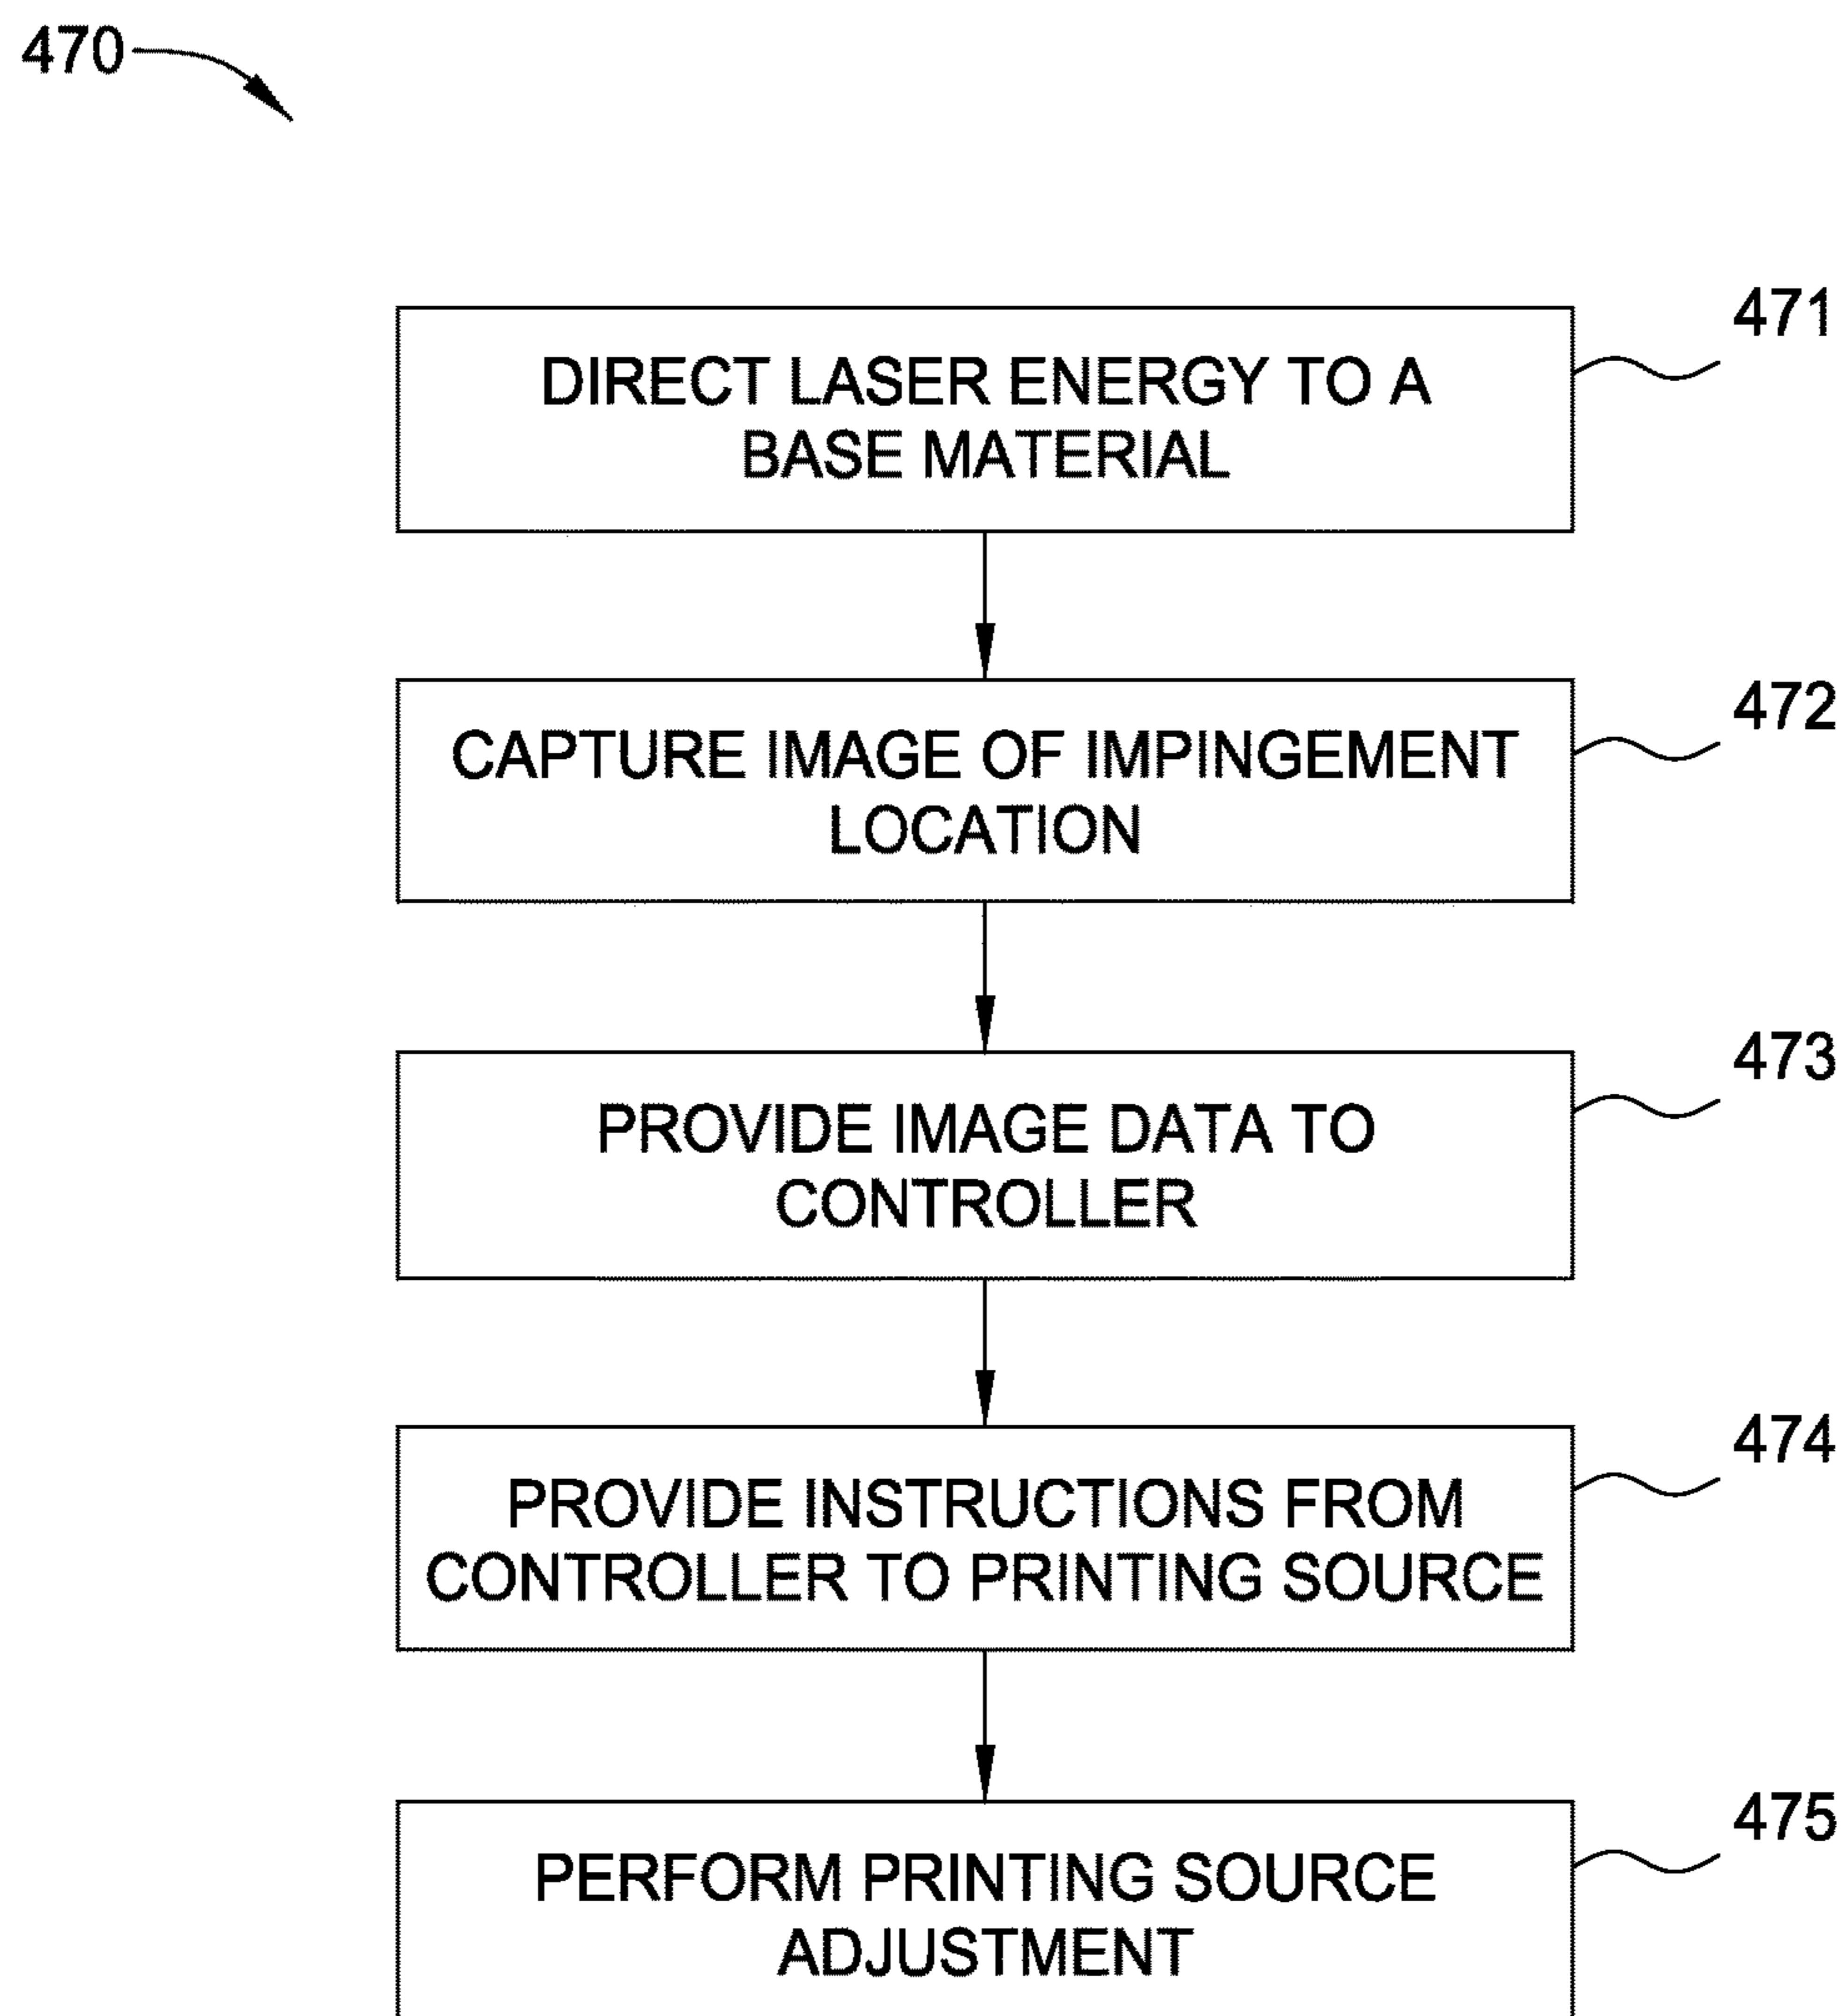 470
471
DIRECT LASER ENERGY TO A
BASE MATERIAL
472
CAPTURE IMAGE OF IMPINGEMENT
LOCATION
473
PROVIDE IMAGE DATA TO
CONTROLLER
474
PROVIDE INSTRUCTIONS FROM
CONTROLLER TO PRINTING SOURCE
475
PERFORM PRINTING SOURCE
ADJUSTMENT